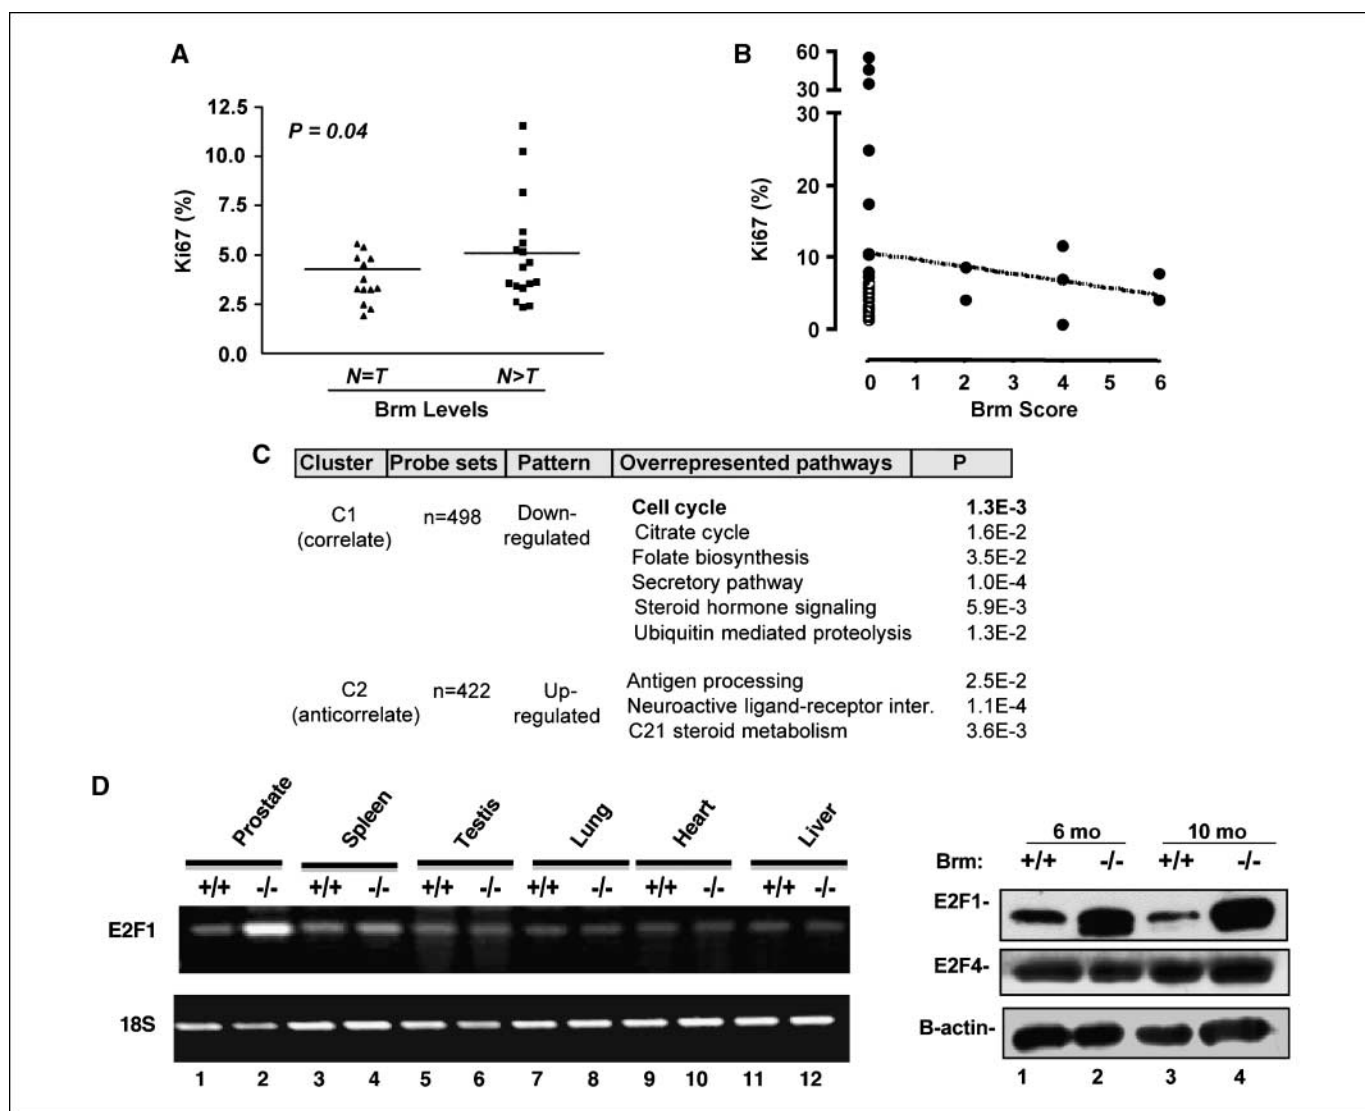 A
12.5
10.0
7.5
5.0
2.5
0.0
Ki67 (%)
P = 0.04
N=T N>T
Brm Levels
B
60
30
30
20
10
0
Ki67 (%)
0 1 2 3 4 5 6
Brm Score
C
Cluster Probe sets Pattern Overrepresented pathways P
C1 (correlate) n=498 Down-regulated
Cell cycle 1.3E-3
Citrate cycle 1.6E-2
Folate biosynthesis 3.5E-2
Secretory pathway 1.0E-4
Steroid hormone signaling 5.9E-3
Ubiquitin mediated proteolysis 1.3E-2
C2 (anticorrelate) n=422 Up-regulated
Antigen processing 2.5E-2
Neuroactive ligand-receptor inter. 1.1E-4
C21 steroid metabolism 3.6E-3
D
Prostate Spleen Testis Lung Heart Liver
+/+ -/- +/+ -/- +/+ -/- +/+ -/- +/+ -/- +/+ -/-
E2F1
18S
1 2 3 4 5 6 7 8 9 10 11 12
6 mo 10 mo
Brm: +/+ -/- +/+ -/-
E2F1-
E2F4-
B-actin-
1 2 3 4